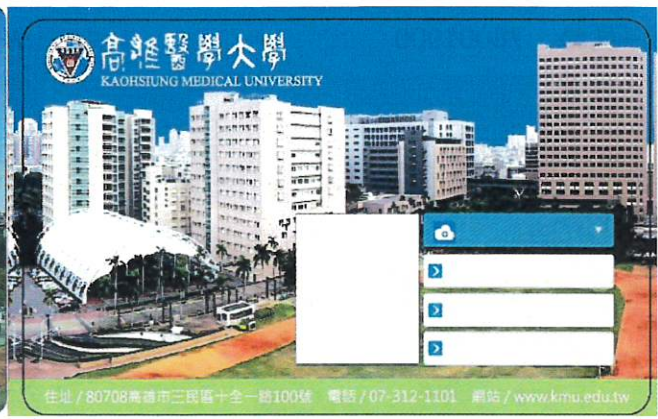 高雄醫學大學
KAOHSIUNG MEDICAL UNIVERSITY
住址 / 80708高雄市三民區十全一路100號 電話 / 07-312-1101 網站 / www.kmu.edu.tw